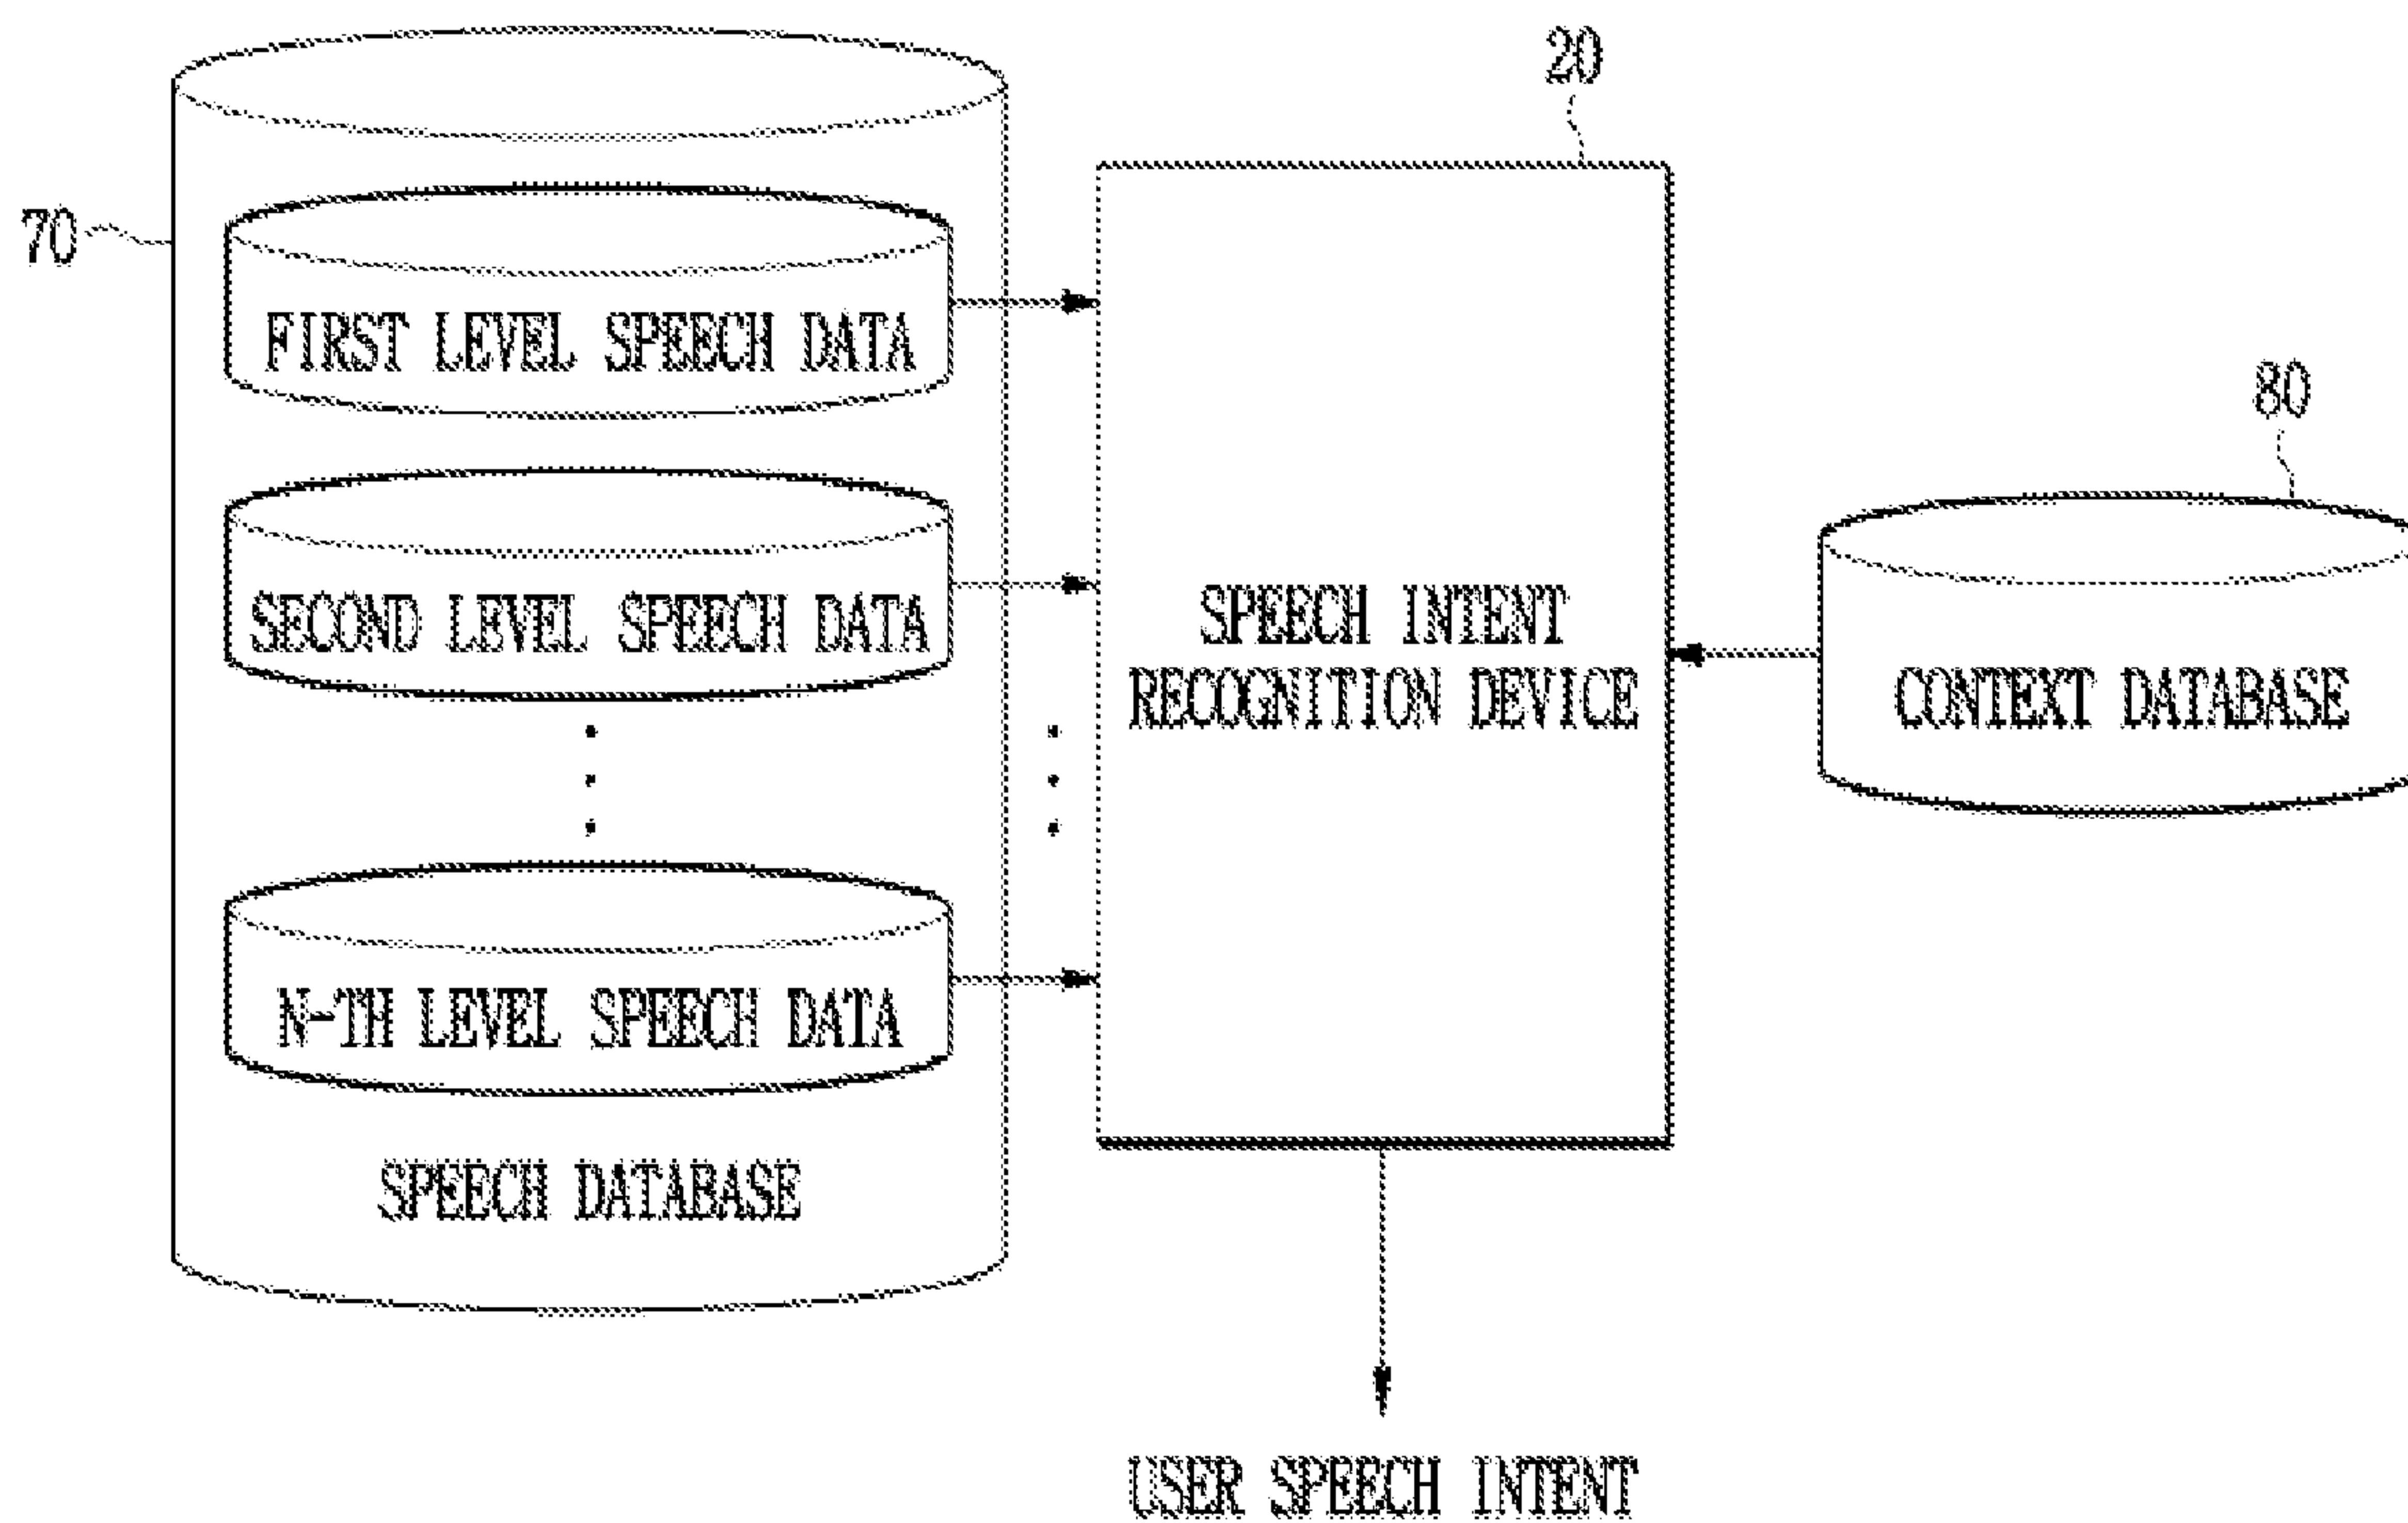 20
70
FIRST LEVEL SPEECH DATA
80
SECOND LEVEL SPEECH DATA
SPEECH INTENT
RECOGNITION DEVICE
CONTEXT DATABASE
N-TH LEVEL SPEECH DATA
SPEECH DATABASE
USER SPEECH INTENT